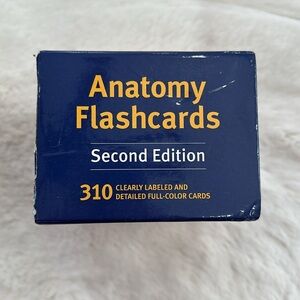 Anatomy
Flashcards
Second Edition
310 CLEARLY LABELED AND
DETAILED FULL-COLOR CARDS